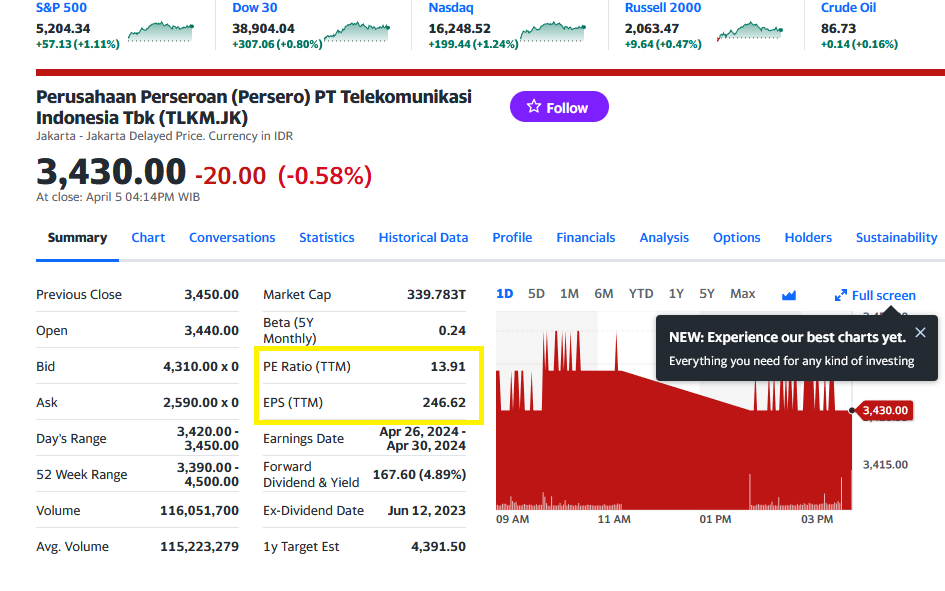 S&P 500
5,204.34
+57.13 (+1.11%)
Dow 30
38,904.04
+307.06 (+0.80%)
Nasdaq
16,248.52
+199.44 (+1.24%)
Russell 2000
2,063.47
+9.64 (+0.47%)
Crude Oil
86.73
+0.14 (+0.16%)
Perusahaan Perseroan (Persero) PT Telekomunikasi
Indonesia Tbk (TLKM.JK)
Jakarta - Jakarta Delayed Price. Currency in IDR
Follow
3,430.00 -20.00 (-0.58%)
At close: April 5 04:14PM WIB
Summary Chart Conversations Statistics Historical Data Profile Financials Analysis Options Holders Sustainability
Previous Close 3,450.00
Open 3,440.00
Bid 4,310.00 x 0
Ask 2,590.00 x 0
Day's Range 3,420.00 -
3,450.00
52 Week Range 3,390.00 -
4,500.00
Volume 116,051,700
Avg. Volume 115,223,279
Market Cap 339.783T
Beta (5Y
Monthly) 0.24
PE Ratio (TTM) 13.91
EPS (TTM) 246.62
Earnings Date Apr 26, 2024 -
Apr 30, 2024
Forward
Dividend & Yield 167.60 (4.89%)
Ex-Dividend Date Jun 12, 2023
1y Target Est 4,391.50
1D 5D 1M 6M YTD 1Y 5Y Max
Full screen
NEW: Experience our best charts yet.
Everything you need for any kind of investing
3,430.00
3,415.00
09 AM 11 AM 01 PM 03 PM